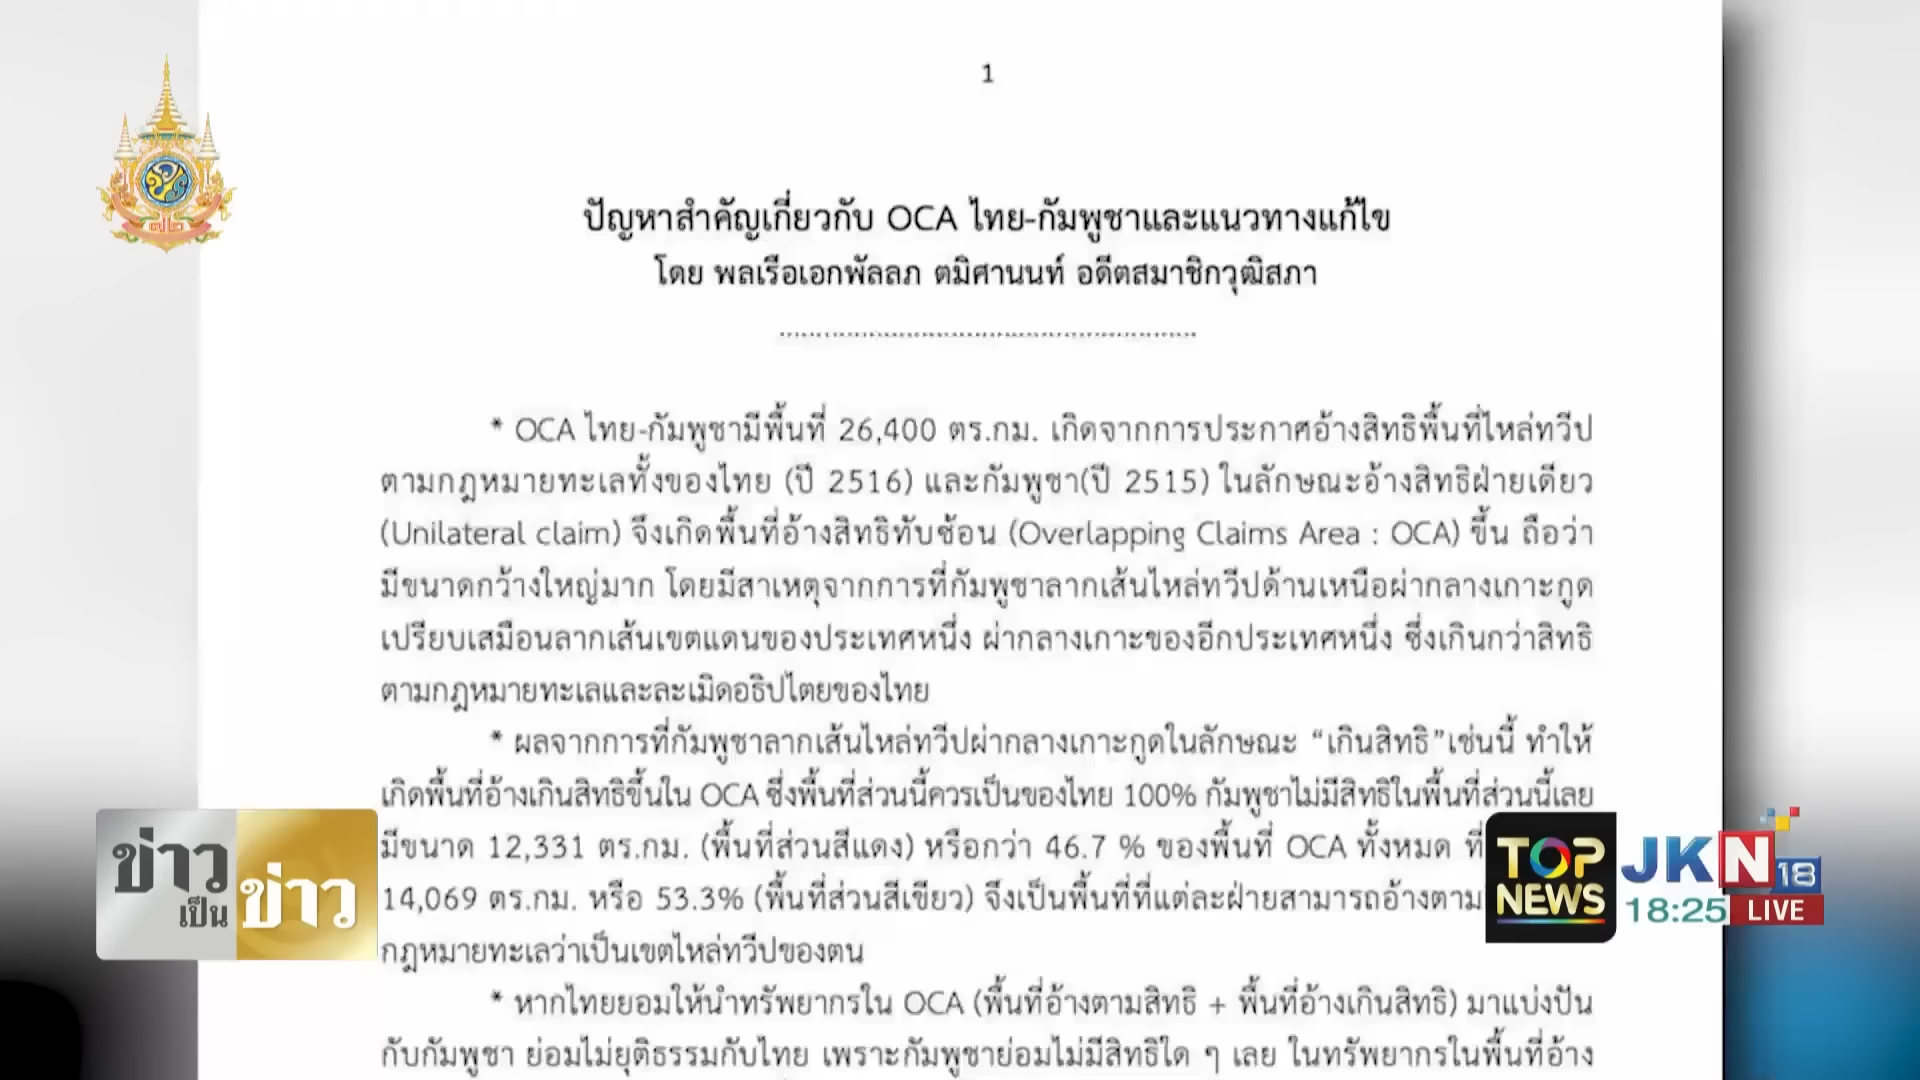 1
ปัญหาสำคัญเกี่ยวกับ OCA ไทย-กัมพูชาและแนวทางแก้ไข
โดย พลเรือเอกพัลลภ ตมิศานนท์ อดีตสมาชิกวุฒิสภา
* OCA ไทย-กัมพูชามีพื้นที่ 26,400 ตร.กม. เกิดจากการประกาศอ้างสิทธิพื้นที่ไหล่ทวีป
ตามกฎหมายทะเลทั้งของไทย (ปี 2516) และกัมพูชา(ปี 2515) ในลักษณะอ้างสิทธิฝ่ายเดียว
(Unilateral claim) จึงเกิดพื้นที่อ้างสิทธิทับซ้อน (Overlapping Claims Area : OCA) ขึ้น ถือว่า
มีขนาดกว้างใหญ่มาก โดยมีสาเหตุจากการที่กัมพูชาลากเส้นไหล่ทวีปด้านเหนือผ่ากลางเกาะกูด
เปรียบเสมือนลากเส้นเขตแดนของประเทศหนึ่ง ผ่ากลางเกาะของอีกประเทศหนึ่ง ซึ่งเกินกว่าสิทธิ
ตามกฎหมายทะเลและละเมิดอธิปไตยของไทย
* ผลจากการที่กัมพูชาลากเส้นไหล่ทวีปผ่ากลางเกาะกูดในลักษณะ “เกินสิทธิ”เช่นนี้ ทำให้
เกิดพื้นที่อ้างเกินสิทธิขึ้นใน OCA ซึ่งพื้นที่ส่วนนี้ควรเป็นของไทย 100% กัมพูชาไม่มีสิทธิในพื้นที่ส่วนนี้เลย
มีขนาด 12,331 ตร.กม. (พื้นที่ส่วนสีแดง) หรือกว่า 46.7 % ของพื้นที่ OCA ทั้งหมด ที่
14,069 ตร.กม. หรือ 53.3% (พื้นที่ส่วนสีเขียว) จึงเป็นพื้นที่ที่แต่ละฝ่ายสามารถอ้างตาม
กฎหมายทะเลว่าเป็นเขตไหล่ทวีปของตน
* หากไทยยอมให้นำทรัพยากรใน OCA (พื้นที่อ้างตามสิทธิ + พื้นที่อ้างเกินสิทธิ) มาแบ่งปัน
กับกัมพูชา ย่อมไม่ยุติธรรมกับไทย เพราะกัมพูชาย่อมไม่มีสิทธิใด ๆ เลย ในทรัพยากรในพื้นที่อ้าง
ข่าว
เป็น
ข่าว
TOP
NEWS
JKN18
18:25 LIVE